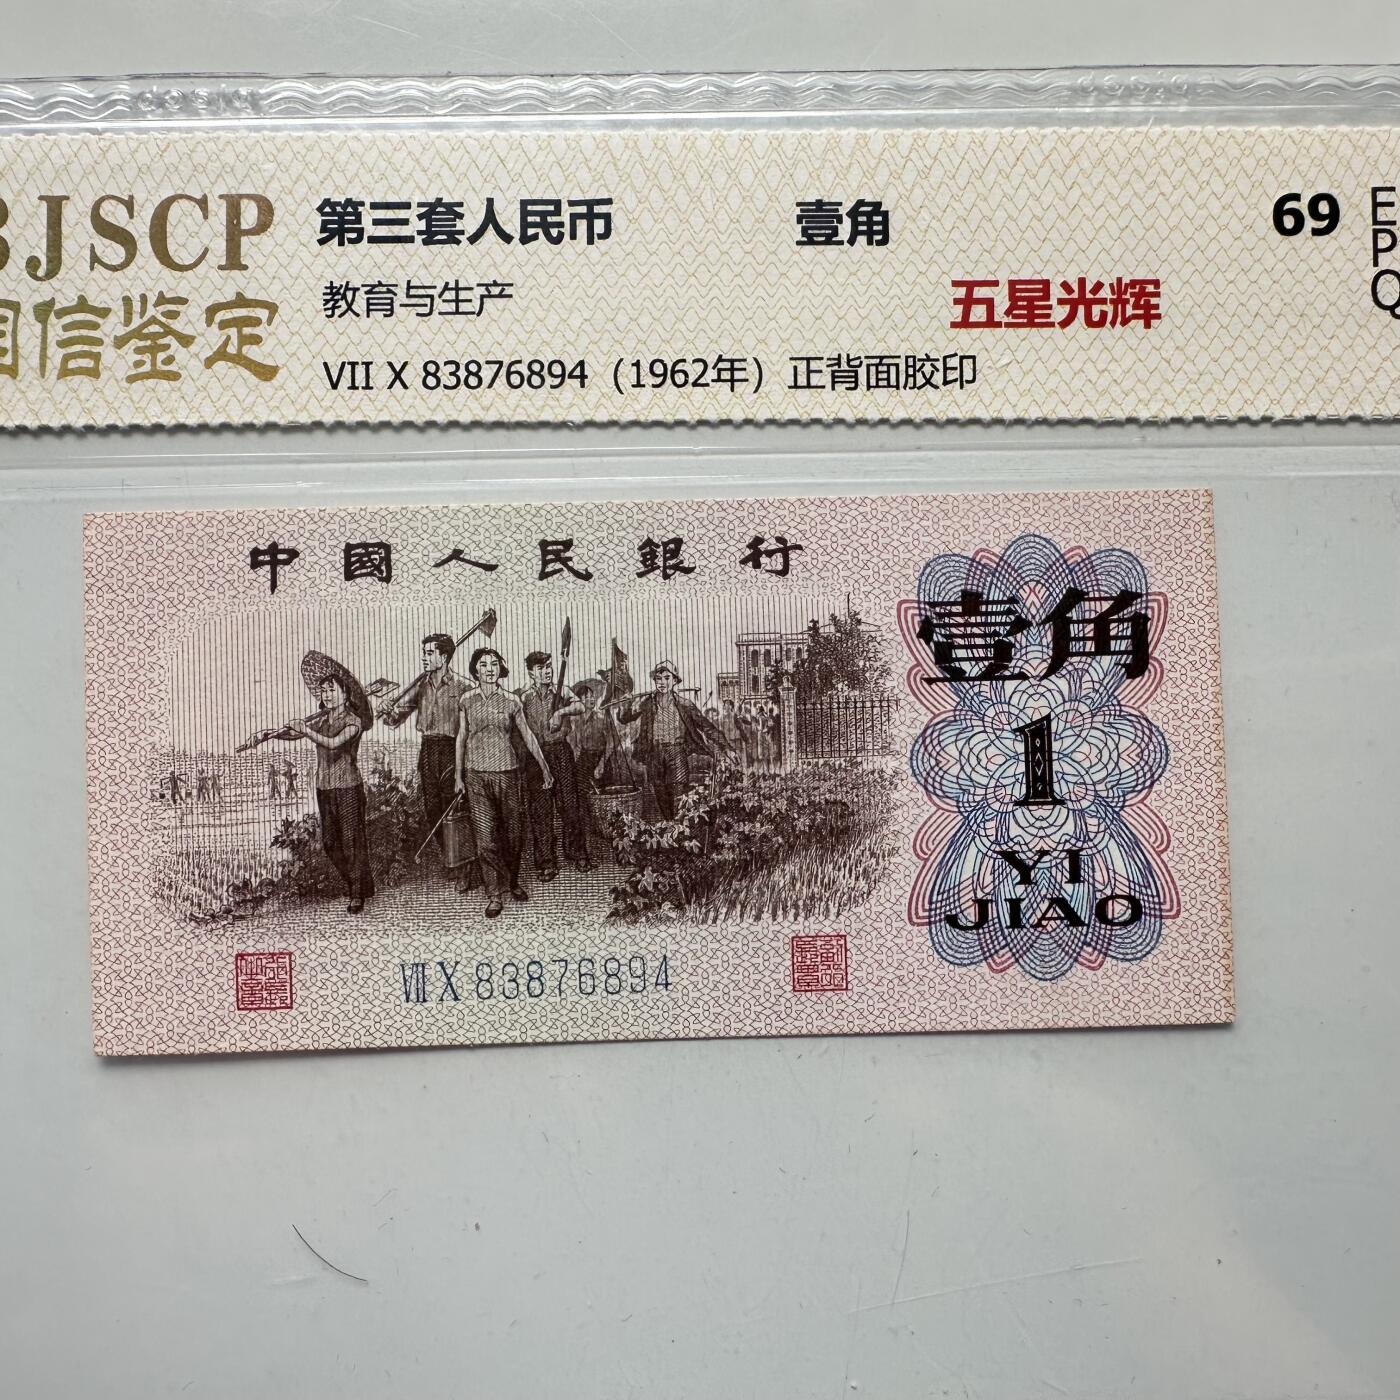 BJSCP
国信鉴定
第三套人民币 壹角 69 EPQ
教育与生产
五星光辉
VII X 83876894 (1962年) 正背面胶印
中國人民銀行
壹角
1
YI
JIAO
VII X 83876894